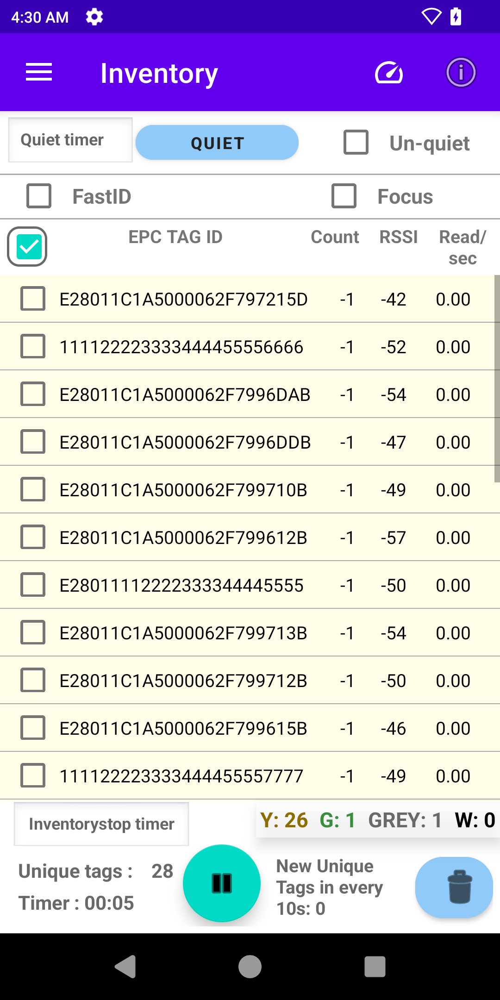 4:30 AM
Inventory
Quiet timer QUIET Un-quiet
FastID Focus
EPC TAG ID Count RSSI Read/
sec
E28011C1A5000062F797215D -1 -42 0.00
111122223333444455556666 -1 -52 0.00
E28011C1A5000062F7996DAB -1 -54 0.00
E28011C1A5000062F7996DDB -1 -47 0.00
E28011C1A5000062F799710B -1 -49 0.00
E28011C1A5000062F799612B -1 -57 0.00
E28011112222333344445555 -1 -50 0.00
E28011C1A5000062F799713B -1 -54 0.00
E28011C1A5000062F799712B -1 -50 0.00
E28011C1A5000062F799615B -1 -46 0.00
111122223333444455557777 -1 -49 0.00
Inventorystop timer Y: 26 G: 1 GREY: 1 W: 0
Unique tags : 28
Timer : 00:05
New Unique
Tags in every
10s: 0